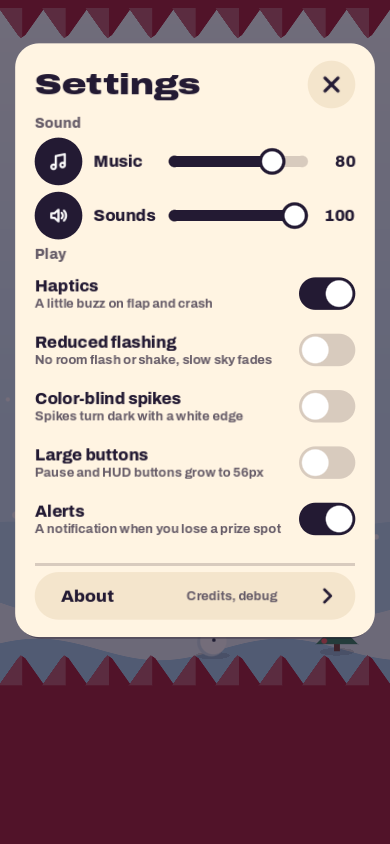 Settings
Sound
Music 80
Sounds 100
Play
Haptics
A little buzz on flap and crash
Reduced flashing
No room flash or shake, slow sky fades
Color-blind spikes
Spikes turn dark with a white edge
Large buttons
Pause and HUD buttons grow to 56px
Alerts
A notification when you lose a prize spot
About Credits, debug